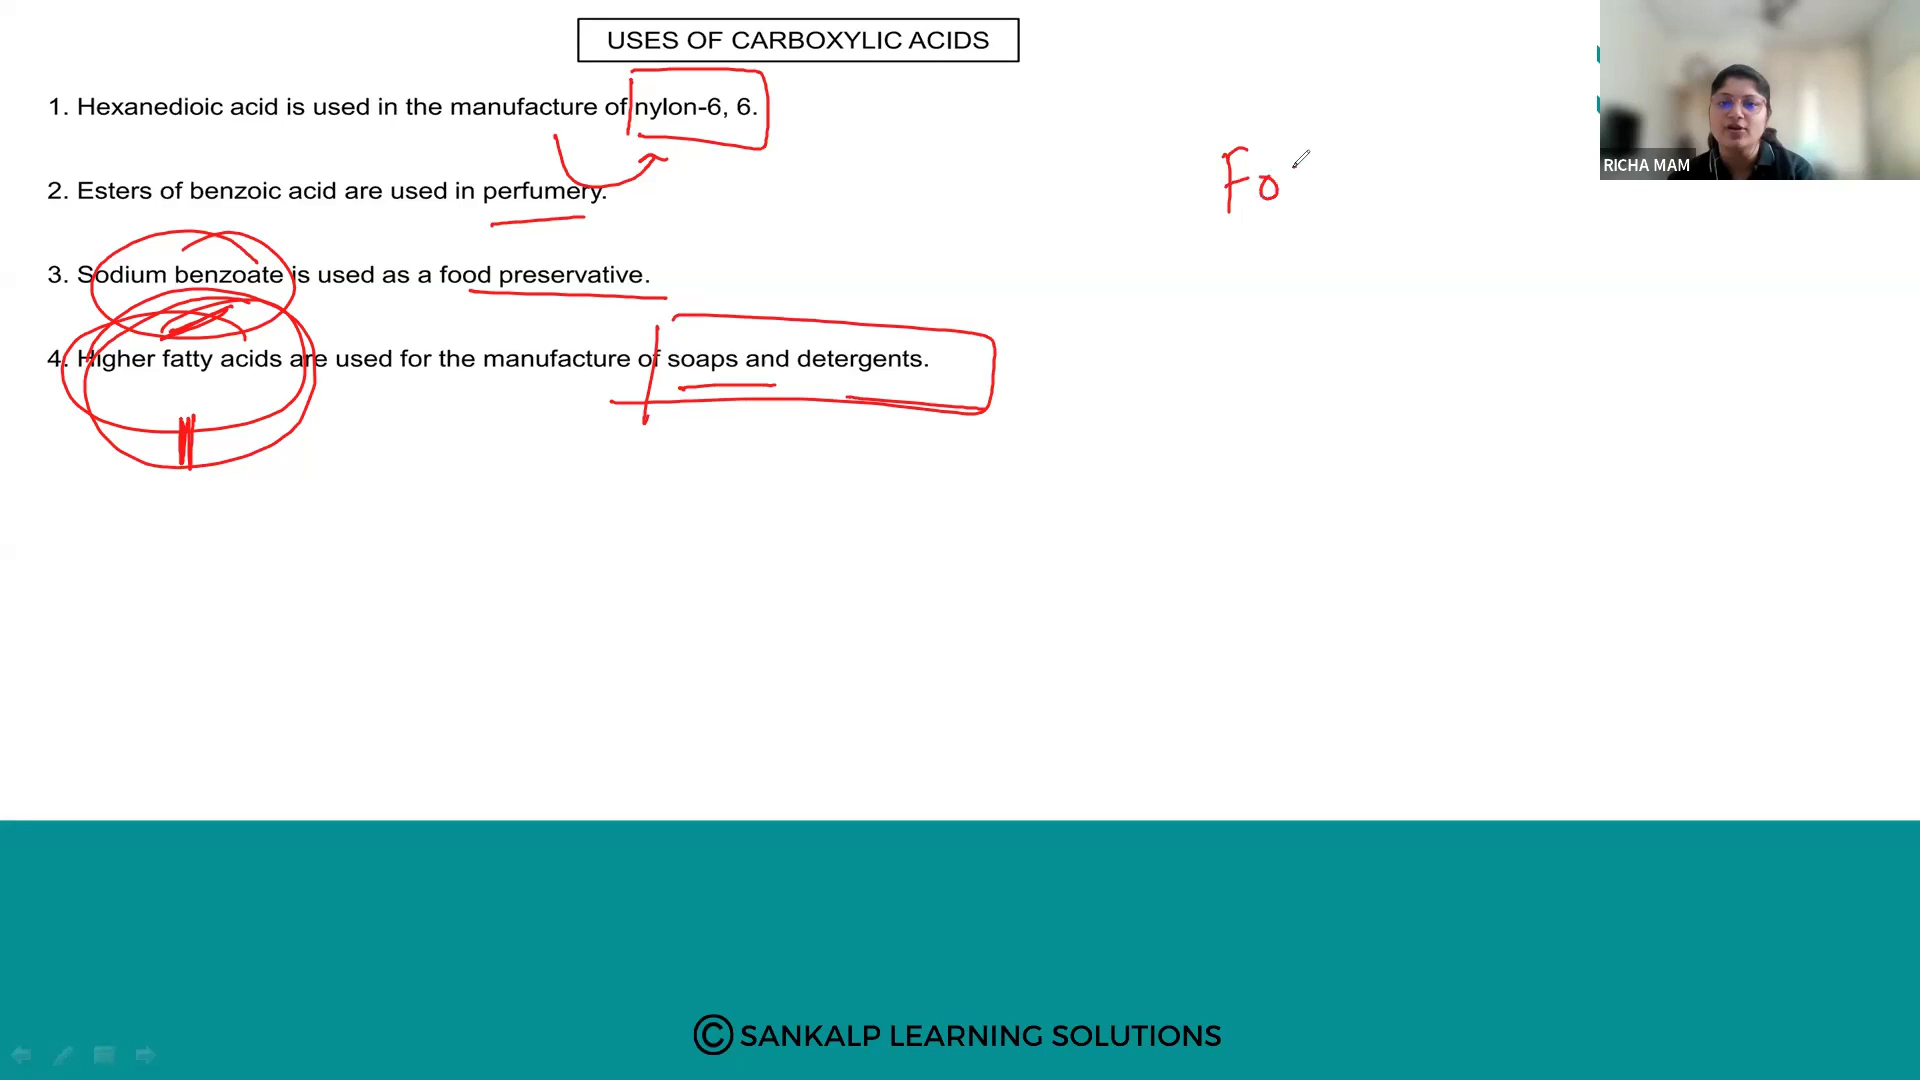 USES OF CARBOXYLIC ACIDS
1. Hexanedioic acid is used in the manufacture of nylon-6, 6.
2. Esters of benzoic acid are used in perfumery.
3. Sodium benzoate is used as a food preservative.
4. Higher fatty acids are used for the manufacture of soaps and detergents.
Fo
RICHA MAM
© SANKALP LEARNING SOLUTIONS